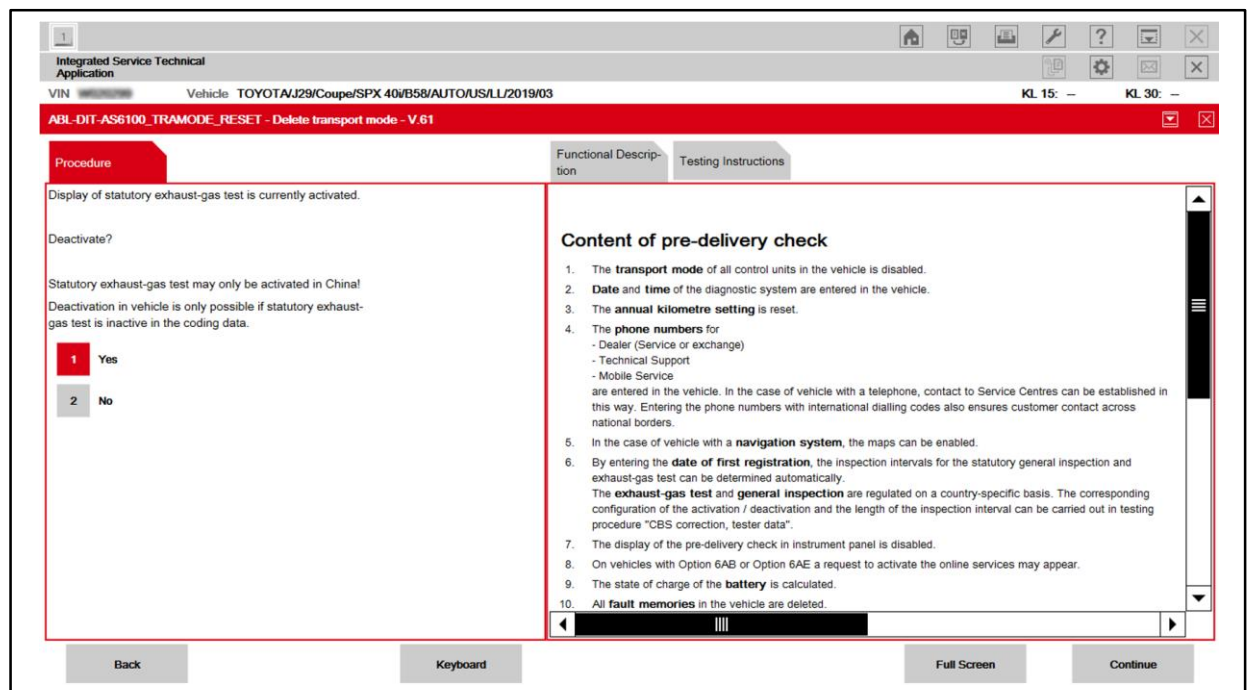 1
?
Integrated Service Technical
Application
VIN Vehicle TOYOTA/J29/Coupe/SPX 40i/B58/AUTO/US/LL/2019/03 KL 15: – KL 30: –
ABL-DIT-AS6100_TRAMODE_RESET - Delete transport mode - V.61
Procedure
Functional Descrip-
tion
Testing Instructions
Display of statutory exhaust-gas test is currently activated.
Deactivate?
Statutory exhaust-gas test may only be activated in China!
Deactivation in vehicle is only possible if statutory exhaust-
gas test is inactive in the coding data.
1 Yes
2 No
Content of pre-delivery check
1. The transport mode of all control units in the vehicle is disabled.
2. Date and time of the diagnostic system are entered in the vehicle.
3. The annual kilometre setting is reset.
4. The phone numbers for
- Dealer (Service or exchange)
- Technical Support
- Mobile Service
are entered in the vehicle. In the case of vehicle with a telephone, contact to Service Centres can be established in
this way. Entering the phone numbers with international dialling codes also ensures customer contact across
national borders.
5. In the case of vehicle with a navigation system, the maps can be enabled.
6. By entering the date of first registration, the inspection intervals for the statutory general inspection and
exhaust-gas test can be determined automatically.
The exhaust-gas test and general inspection are regulated on a country-specific basis. The corresponding
configuration of the activation / deactivation and the length of the inspection interval can be carried out in testing
procedure "CBS correction, tester data".
7. The display of the pre-delivery check in instrument panel is disabled.
8. On vehicles with Option 6AB or Option 6AE a request to activate the online services may appear.
9. The state of charge of the battery is calculated.
10. All fault memories in the vehicle are deleted.
Back
Keyboard
Full Screen
Continue